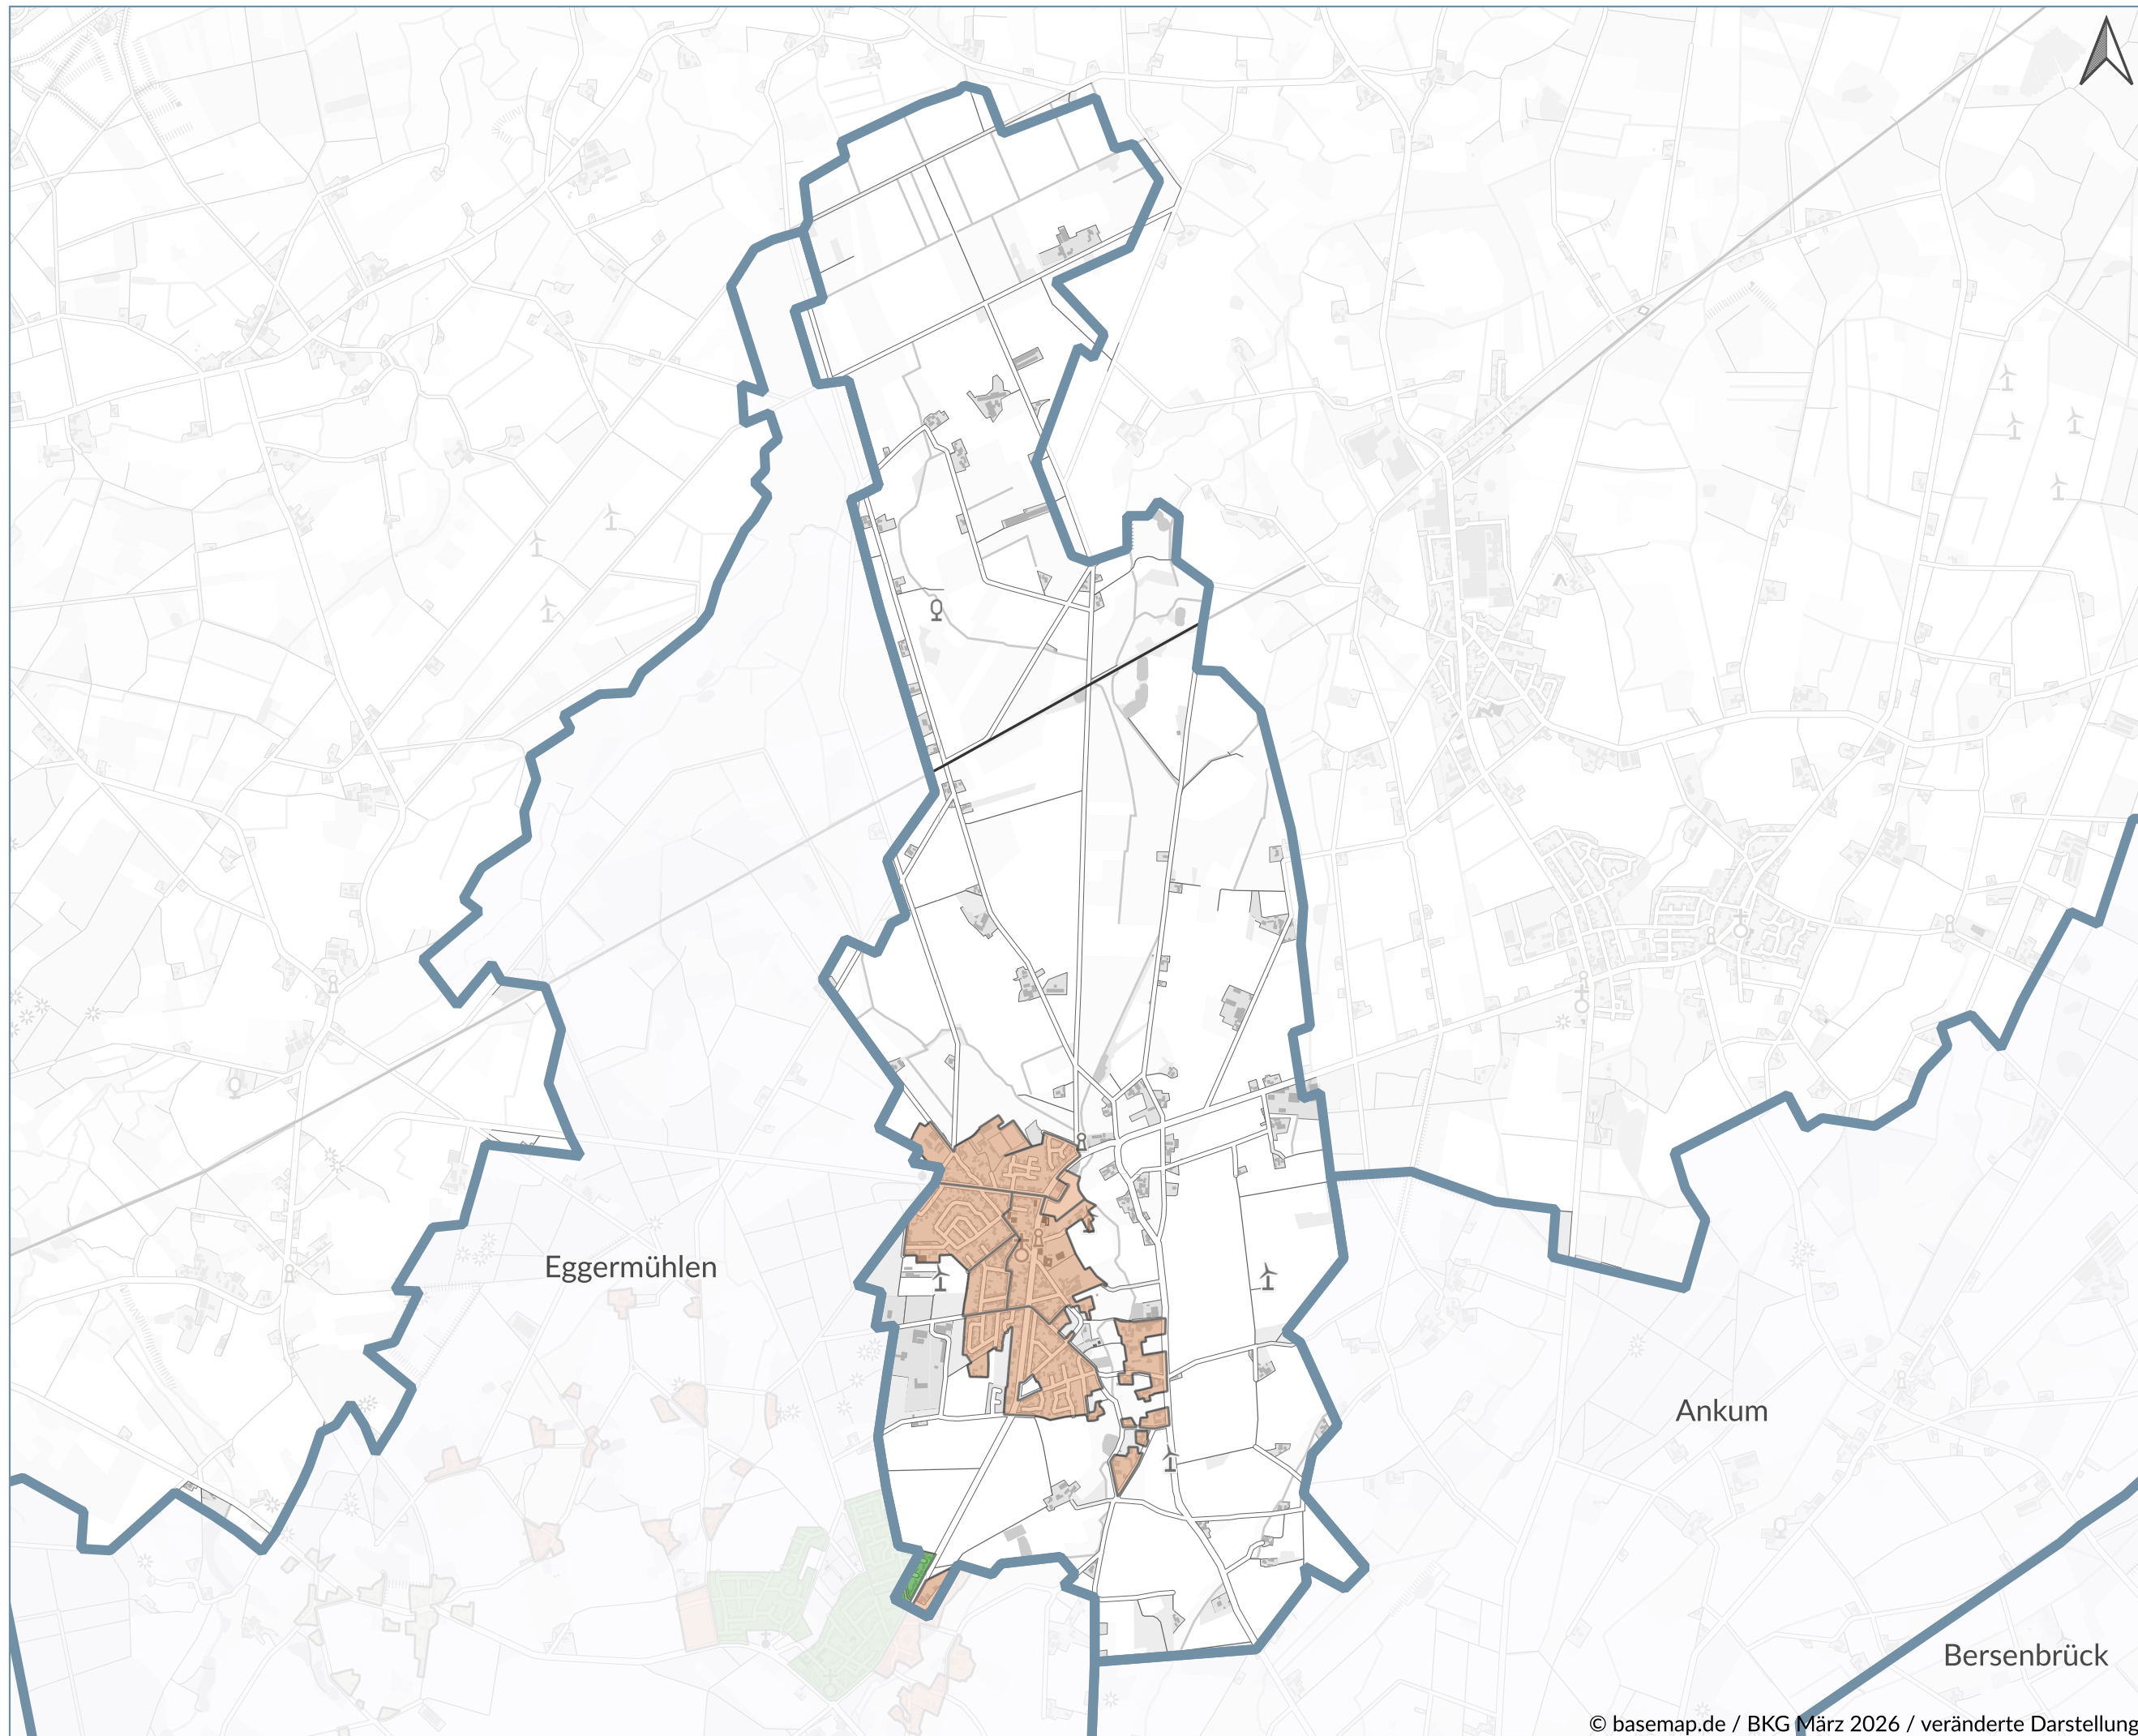 Eggermühlen
Ankum
Bersenbrück
© basemap.de / BKG März 2026 / veränderte Darstellung